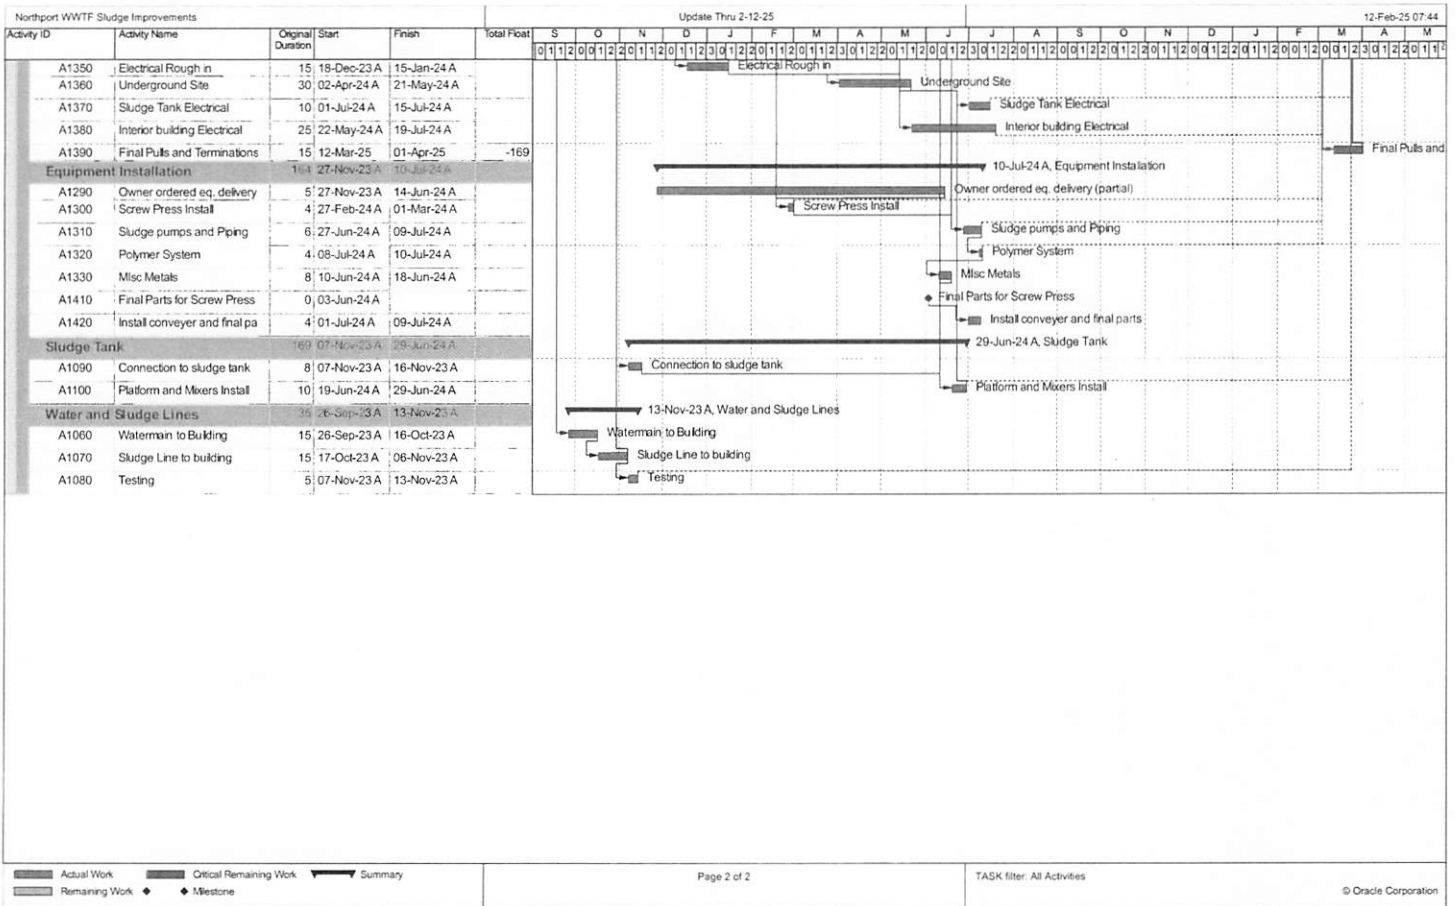 Northport WWTF Sludge Improvements Update Thru 2-12-25 12-Feb-25 07:44
Activity ID Activity Name Original Duration Start Finish Total Float S O N D J F M A M J J A S O N D J F M A M
A1350 Electrical Rough in 15 18-Dec-23 A 15-Jan-24 A Electrical Rough in
A1360 Underground Site 30 02-Apr-24 A 21-May-24 A Underground Site
A1370 Sludge Tank Electrical 10 01-Jul-24 A 15-Jul-24 A Sludge Tank Electrical
A1380 Interior building Electrical 25 22-May-24 A 19-Jul-24 A Interior building Electrical
A1390 Final Pulls and Terminations 15 12-Mar-25 01-Apr-25 -169 Final Pulls and
Equipment Installation 164 27-Nov-23 A 10-Jul-24 A 10-Jul-24 A, Equipment Installation
A1290 Owner ordered eq. delivery 5 27-Nov-23 A 14-Jun-24 A Owner ordered eq. delivery (partial)
A1300 Screw Press Install 4 27-Feb-24 A 01-Mar-24 A Screw Press Install
A1310 Sludge pumps and Piping 6 27-Jun-24 A 09-Jul-24 A Sludge pumps and Piping
A1320 Polymer System 4 08-Jul-24 A 10-Jul-24 A Polymer System
A1330 MIsc Metals 8 10-Jun-24 A 18-Jun-24 A MIsc Metals
A1410 Final Parts for Screw Press 0 03-Jun-24 A Final Parts for Screw Press
A1420 Install conveyer and final pa 4 01-Jul-24 A 09-Jul-24 A Install conveyer and final parts
Sludge Tank 169 07-Nov-23 A 29-Jun-24 A 29-Jun-24 A, Sludge Tank
A1090 Connection to sludge tank 8 07-Nov-23 A 16-Nov-23 A Connection to sludge tank
A1100 Platform and Mixers Install 10 19-Jun-24 A 29-Jun-24 A Platform and Mixers Install
Water and Sludge Lines 35 26-Sep-23 A 13-Nov-23 A 13-Nov-23 A, Water and Sludge Lines
A1060 Watermain to Building 15 26-Sep-23 A 16-Oct-23 A Watermain to Building
A1070 Sludge Line to building 15 17-Oct-23 A 06-Nov-23 A Sludge Line to building
A1080 Testing 5 07-Nov-23 A 13-Nov-23 A Testing
Actual Work Critical Remaining Work Summary Page 2 of 2 TASK filter: All Activities
Remaining Work Milestone © Oracle Corporation